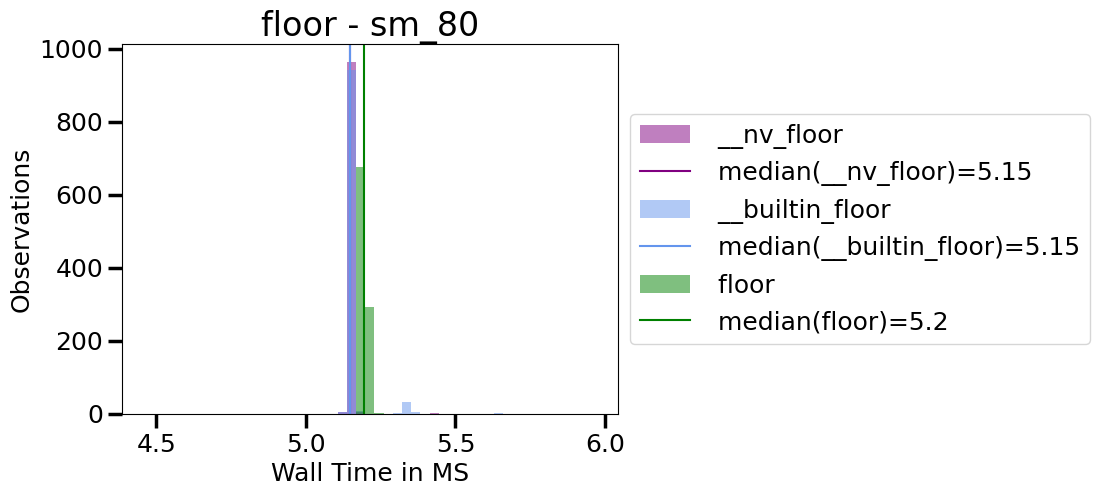 floor - sm_80
Observations
1000
800
600
400
200
0
4.5 5.0 5.5 6.0
Wall Time in MS
__nv_floor
median(__nv_floor)=5.15
__builtin_floor
median(__builtin_floor)=5.15
floor
median(floor)=5.2